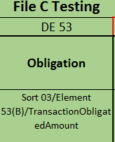 File C Testing
DE 53
Obligation
Sort 03/Element
53(B)/TransactionObligat
edAmount